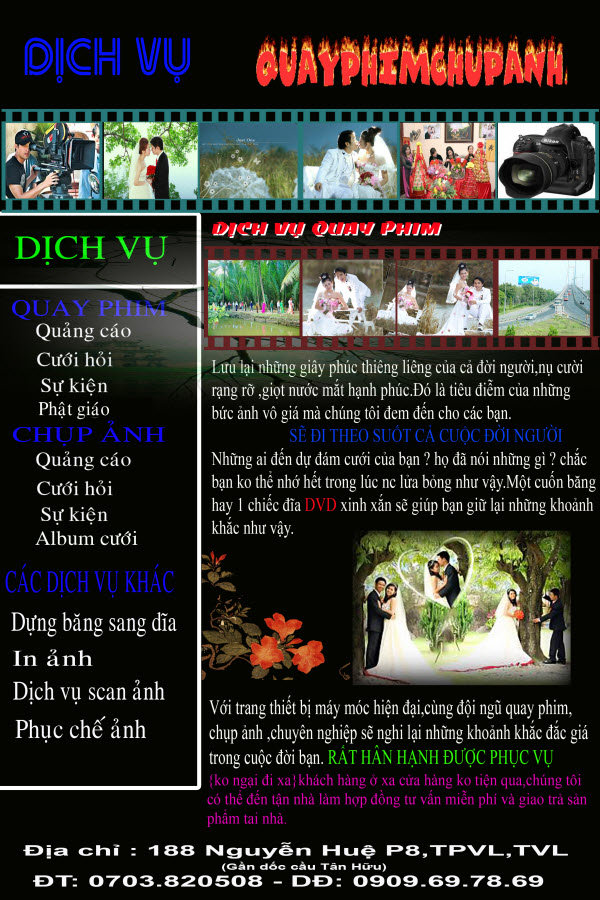 DỊCH VỤ
QUAYPHIMCHUPANH
Just You
Nikon
DỊCH VỤ
DỊCH VỤ QUAY PHIM
QUAY PHIM
Quảng cáo
Cưới hỏi
Sự kiện
Phật giáo
CHỤP ẢNH
Quảng cáo
Cưới hỏi
Sự kiện
Album cưới
CÁC DỊCH VỤ KHÁC
Dựng băng sang dĩa
In ảnh
Dịch vụ scan ảnh
Phục chế ảnh
Lưu lại những giây phúc thiêng liêng của cả đời người,nụ cười
rạng rỡ ,giọt nước mắt hạnh phúc.Đó là tiêu điểm của những
bức ảnh vô giá mà chúng tôi đem đến cho các bạn.
SẼ ĐI THEO SUỐT CẢ CUỘC ĐỜI NGƯỜI
Những ai đến dự đám cưới của bạn ? họ đã nói những gì ? chắc
bạn ko thể nhớ hết trong lúc nc lửa bỏng như vậy.Một cuốn băng
hay 1 chiếc đĩa DVD xinh xắn sẽ giúp bạn giữ lại những khoảnh
khắc như vậy.
Với trang thiết bị máy móc hiện đại,cùng đội ngũ quay phim,
chụp ảnh ,chuyên nghiệp sẽ nghi lại những khoảnh khắc đắc giá
trong cuộc đời bạn. RẤT HÂN HẠNH ĐƯỢC PHỤC VỤ
{ko ngại đi xa}khách hàng ở xa cửa hàng ko tiện qua,chúng tôi
có thể đến tận nhà làm hợp đồng tư vấn miễn phí và giao trả sản
phẩm tai nhà.
Địa chỉ : 188 Nguyễn Huệ P8,TPVL,TVL
(Gần dốc cầu Tân Hữu)
ĐT: 0703.820508 - DĐ: 0909.69.78.69